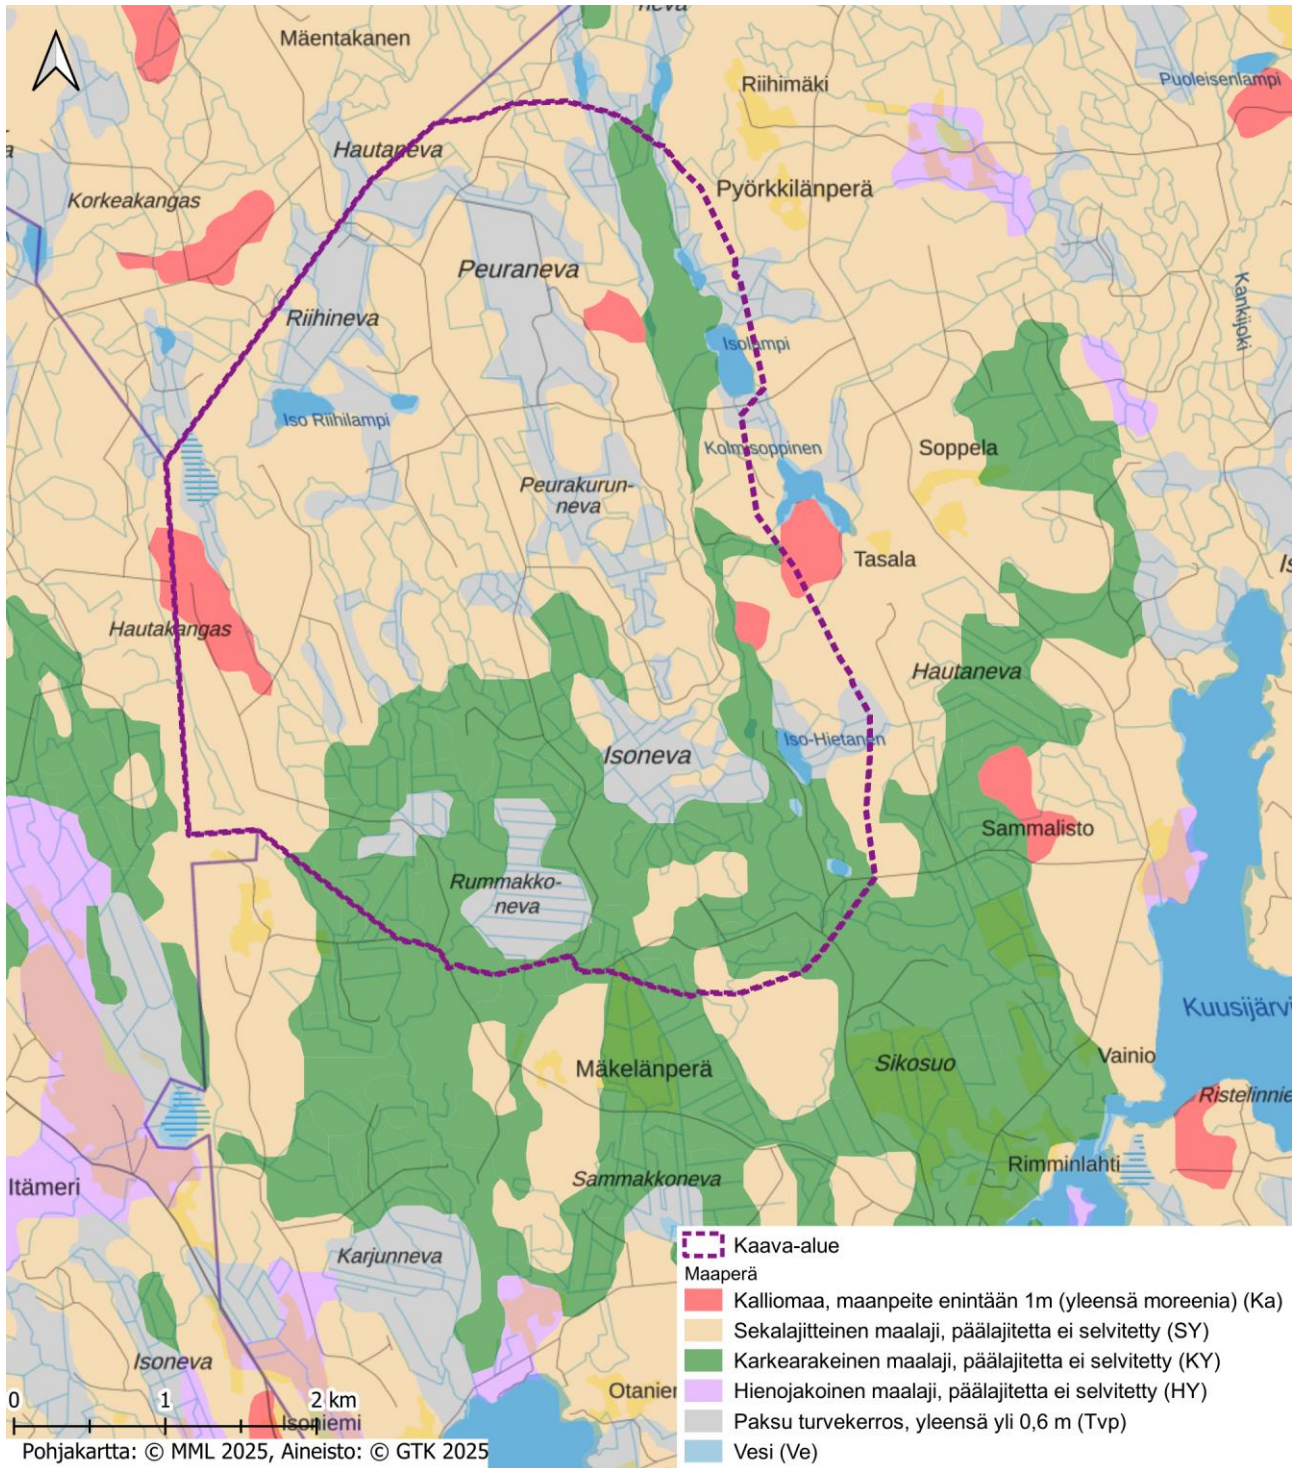 neva
Mäentakanen
Riihimäki
Puoleisenlampi
Hautaneva
Korkeakangas
Pyörkkilänperä
Peuraneva
Kankijoki
Riihineva
Isolampi
Iso Riihilampi
Kolmisoppinen
Soppela
Peurakurun-
neva
Tasala
Hautakangas
Hautaneva
Iso-Hietanen
Isoneva
Sammalisto
Rummakko-
neva
Kuusijärvi
Mäkelänperä
Sikosuo
Vainio
Ristelinnie
Rimminlahti
Sammakkoneva
Itämeri
Karjunneva
Isoneva
Otanier
Isoniemi
0 1 2 km
Pohjakartta: © MML 2025, Aineisto: © GTK 2025
Kaava-alue
Maaperä
Kalliomaa, maanpeite enintään 1m (yleensä moreenia) (Ka)
Sekalajitteinen maalaji, päälajitetta ei selvitetty (SY)
Karkearakeinen maalaji, päälajitetta ei selvitetty (KY)
Hienojakoinen maalaji, päälajitetta ei selvitetty (HY)
Paksu turvekerros, yleensä yli 0,6 m (Tvp)
Vesi (Ve)